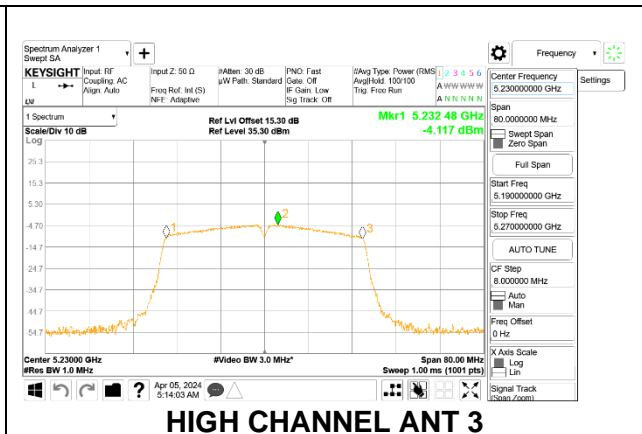 Spectrum Analyzer 1
Swept SA
Frequency
KEYSIGHT
L
Input: RF
Coupling: AC
Align: Auto
Input Z: 50 Ω
Freq Ref: Int (S)
NFE: Adaptive
#Atten: 30 dB
µW Path: Standard
PNO: Fast
Gate: Off
IF Gain: Low
Sig Track: Off
#Avg Type: Power (RMS
Avg|Hold: 100/100
Trig: Free Run
1 2 3 4 5 6
A W W W W W
A N N N N N
1 Spectrum
Scale/Div 10 dB
Log
Ref Lvl Offset 15.30 dB
Ref Level 35.30 dBm
Mkr1 5.232 48 GHz
-4.117 dBm
25.3
15.3
5.30
-4.70
-14.7
-24.7
-34.7
-44.7
-54.7
1
2
3
Center 5.23000 GHz
#Res BW 1.0 MHz
#Video BW 3.0 MHz*
Span 80.00 MHz
Sweep 1.00 ms (1001 pts)
Apr 05, 2024
5:14:03 AM
Center Frequency
5.230000000 GHz
Settings
Span
80.0000000 MHz
Swept Span
Zero Span
Full Span
Start Freq
5.190000000 GHz
Stop Freq
5.270000000 GHz
AUTO TUNE
CF Step
8.000000 MHz
Auto
Man
Freq Offset
0 Hz
X Axis Scale
Log
Lin
Signal Track
(Span Zoom)
HIGH CHANNEL ANT 3